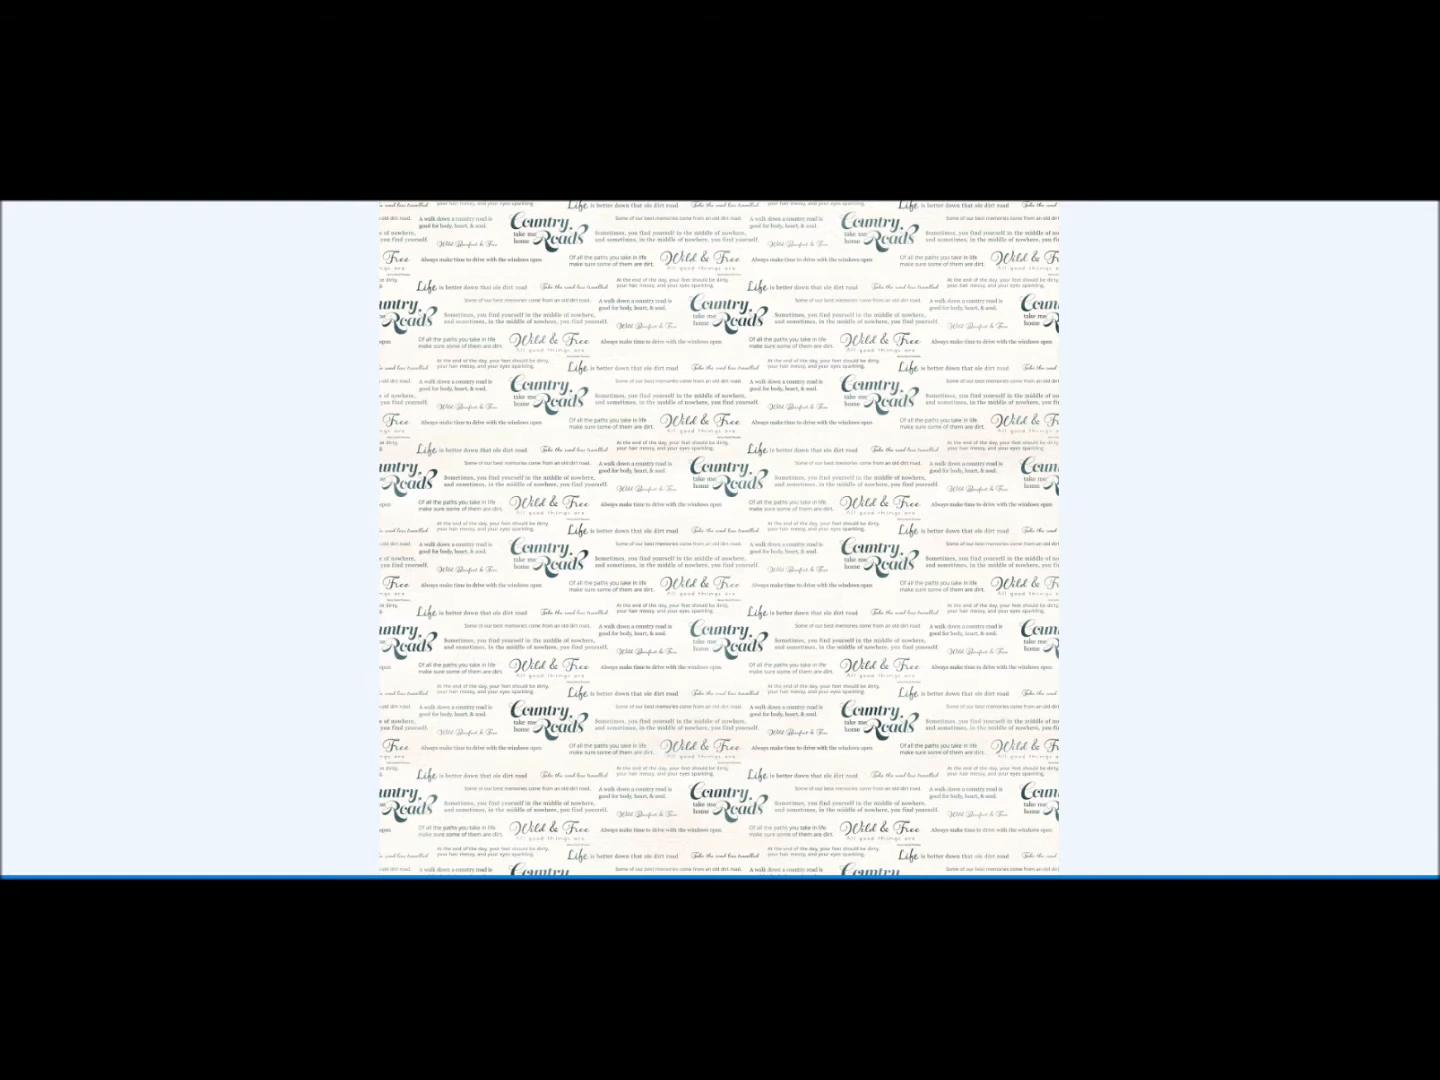 Life is better down that ole dirt road
Take the road less travelled
At the end of the day, your feet should be dirty,
your hair messy, and your eyes sparkling.
Country
take me
home Roads
Some of our best memories come from an old dirt road.
A walk down a country road is
good for body, heart, & soul.
Sometimes, you find yourself in the middle of nowhere,
and sometimes, in the middle of nowhere, you find yourself.
Wild Barefoot & Free
Of all the paths you take in life
make sure some of them are dirt.
Wild & Free
All good things are
Always make time to drive with the windows open